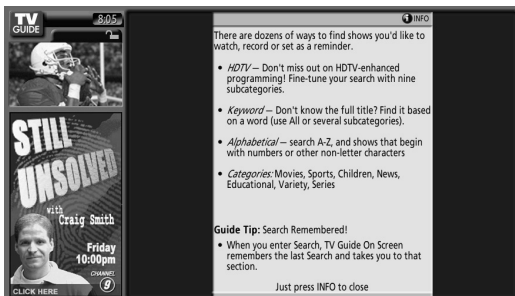 TV
GUIDE
8:05
INFO
There are dozens of ways to find shows you'd like to
watch, record or set as a reminder.
• HDTV — Don't miss out on HDTV-enhanced
programming! Fine-tune your search with nine
subcategories.
• Keyword — Don't know the full title? Find it based
on a word (use All or several subcategories).
• Alphabetical — search A-Z, and shows that begin
with numbers or other non-letter characters
• Categories: Movies, Sports, Children, News,
Educational, Variety, Series
Guide Tip: Search Remembered!
• When you enter Search, TV Guide On Screen
remembers the last Search and takes you to that
section.
Just press INFO to close
STILL
UNSOLVED
with
Craig Smith
Friday
10:00pm
CHANNEL
9
CLICK HERE